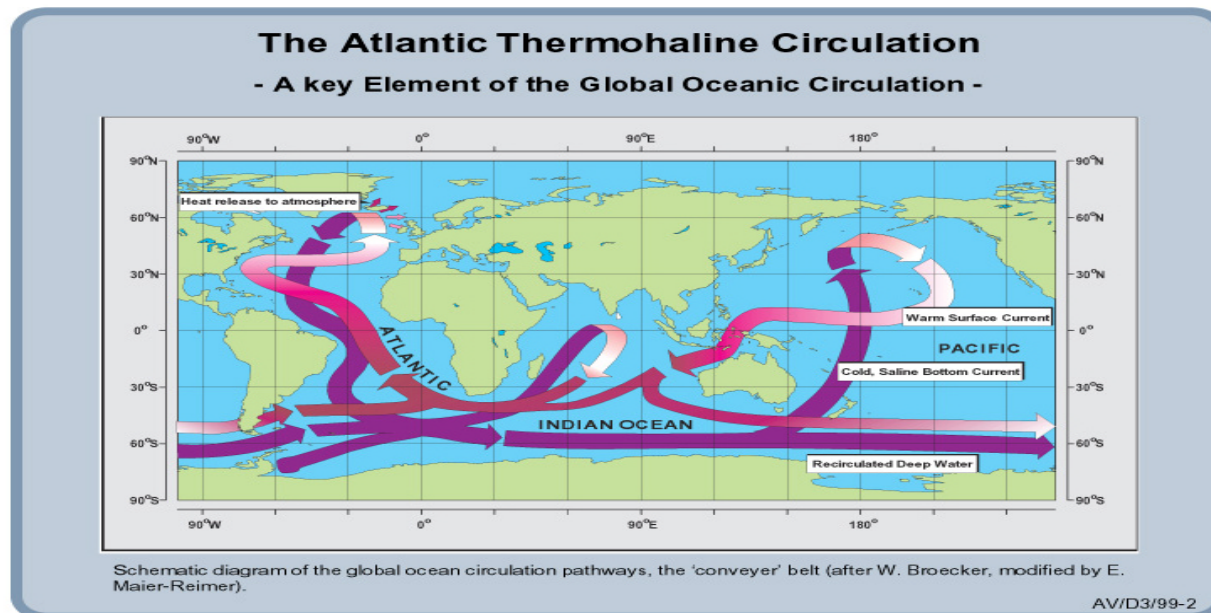 The Atlantic Thermohaline Circulation
- A key Element of the Global Oceanic Circulation -
90°W 0° 90°E 180°
90°N 90°N
Heat release to atmosphere
60°N 60°N
30°N 30°N
0° 0°
Warm Surface Current
ATLANTIC
PACIFIC
Cold, Saline Bottom Current
30°S 30°S
INDIAN OCEAN
60°S 60°S
Recirculated Deep Water
90°S 90°S
90°W 0° 90°E 180°
Schematic diagram of the global ocean circulation pathways, the 'conveyer' belt (after W. Broecker, modified by E.
Maier-Reimer).
AV/D3/99-2